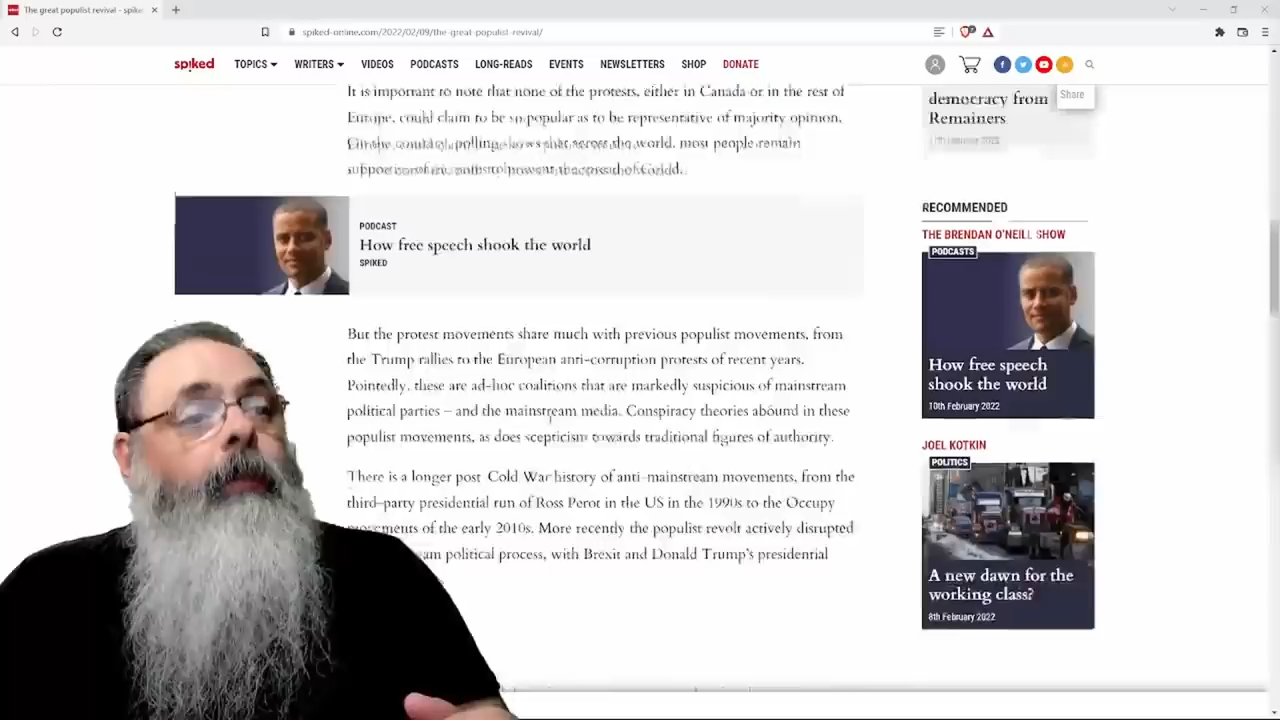 The great populist revival - spike
spiked-online.com/2022/02/09/the-great-populist-revival/
spiked
TOPICS
WRITERS
VIDEOS
PODCASTS
LONG-READS
EVENTS
NEWSLETTERS
SHOP
DONATE
It is important to note that none of the protests, either in Canada or in the rest of
Europe, could claim to be so popular as to be representative of majority opinion.
polling shows that across the world, most people remain
PODCAST
How free speech shook the world
SPIKED
But the protest movements share much with previous populist movements, from
the Trump rallies to the European anti-corruption protests of recent years.
Pointedly, these are ad-hoc coalitions that are markedly suspicious of mainstream
political parties – and the mainstream media. Conspiracy theories abound in these
populist movements, as does scepticism towards traditional figures of authority.
There is a longer post-Cold War history of anti-mainstream movements, from the
third-party presidential run of Ross Perot in the US in the 1990s to the Occupy
of the early 2010s. More recently the populist revolt actively disrupted
political process, with Brexit and Donald Trump's presidential
Share
democracy from
Remainers
RECOMMENDED
THE BRENDAN O'NEILL SHOW
PODCASTS
How free speech
shook the world
10th February 2022
JOEL KOTKIN
POLITICS
A new dawn for the
working class?
8th February 2022